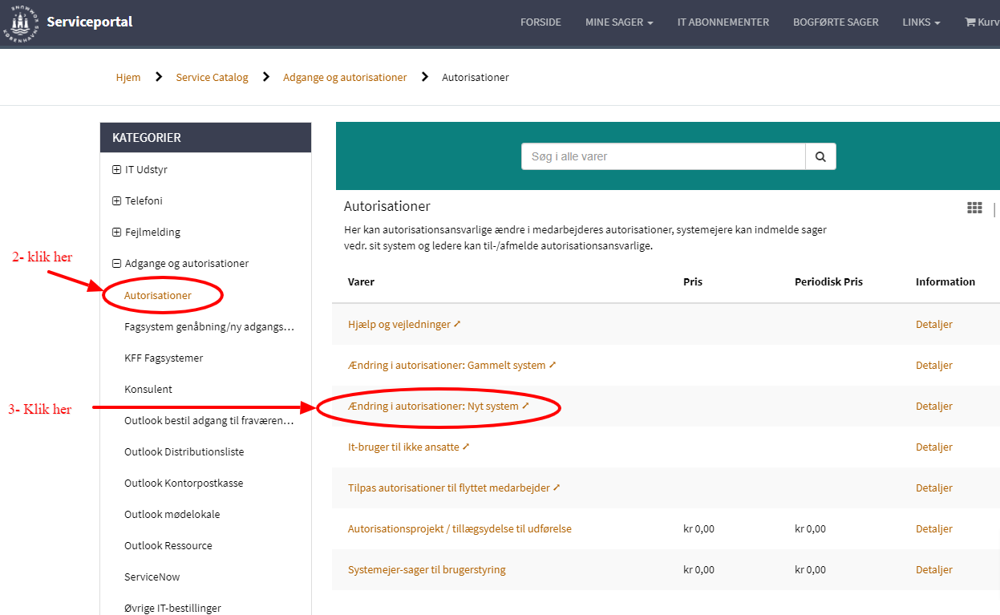 KØBENHAVNS KOMMUNE
Serviceportal
FORSIDE
MINE SAGER
IT ABONNEMENTER
BOGFØRTE SAGER
LINKS
Kurv
Hjem
Service Catalog
Adgange og autorisationer
Autorisationer
KATEGORIER
IT Udstyr
Telefoni
Fejlmelding
Adgange og autorisationer
2- klik her
Autorisationer
Fagsystem genåbning/ny adgangs...
KFF Fagsystemer
Konsulent
3- Klik her
Outlook bestil adgang til fraværen...
Outlook Distributionsliste
Outlook Kontorpostkasse
Outlook mødelokale
Outlook Ressource
ServiceNow
Øvrige IT-bestillinger
Søg i alle varer
Autorisationer
Her kan autorisationsansvarlige ændre i medarbejderes autorisationer, systemejere kan indmelde sager
vedr. sit system og ledere kan til-/afmelde autorisationsansvarlige.
Varer Pris Periodisk Pris Information
Hjælp og vejledninger Detaljer
Ændring i autorisationer: Gammelt system Detaljer
Ændring i autorisationer: Nyt system Detaljer
It-bruger til ikke ansatte Detaljer
Tilpas autorisationer til flyttet medarbejder Detaljer
Autorisationsprojekt / tillægsydelse til udførelse kr 0,00 kr 0,00 Detaljer
Systemejer-sager til brugerstyring kr 0,00 kr 0,00 Detaljer